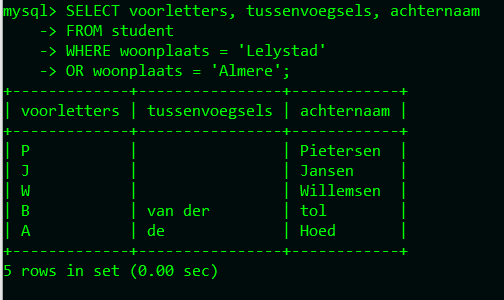 mysql> SELECT voorletters, tussenvoegsels, achternaam
    -> FROM student
    -> WHERE woonplaats = 'Lelystad'
    -> OR woonplaats = 'Almere';
+-------------+----------------+------------+
| voorletters | tussenvoegsels | achternaam |
+-------------+----------------+------------+
| P           |                | Pietersen  |
| J           |                | Jansen     |
| W           |                | Willemsen  |
| B           | van der        | tol        |
| A           | de             | Hoed       |
+-------------+----------------+------------+
5 rows in set (0.00 sec)